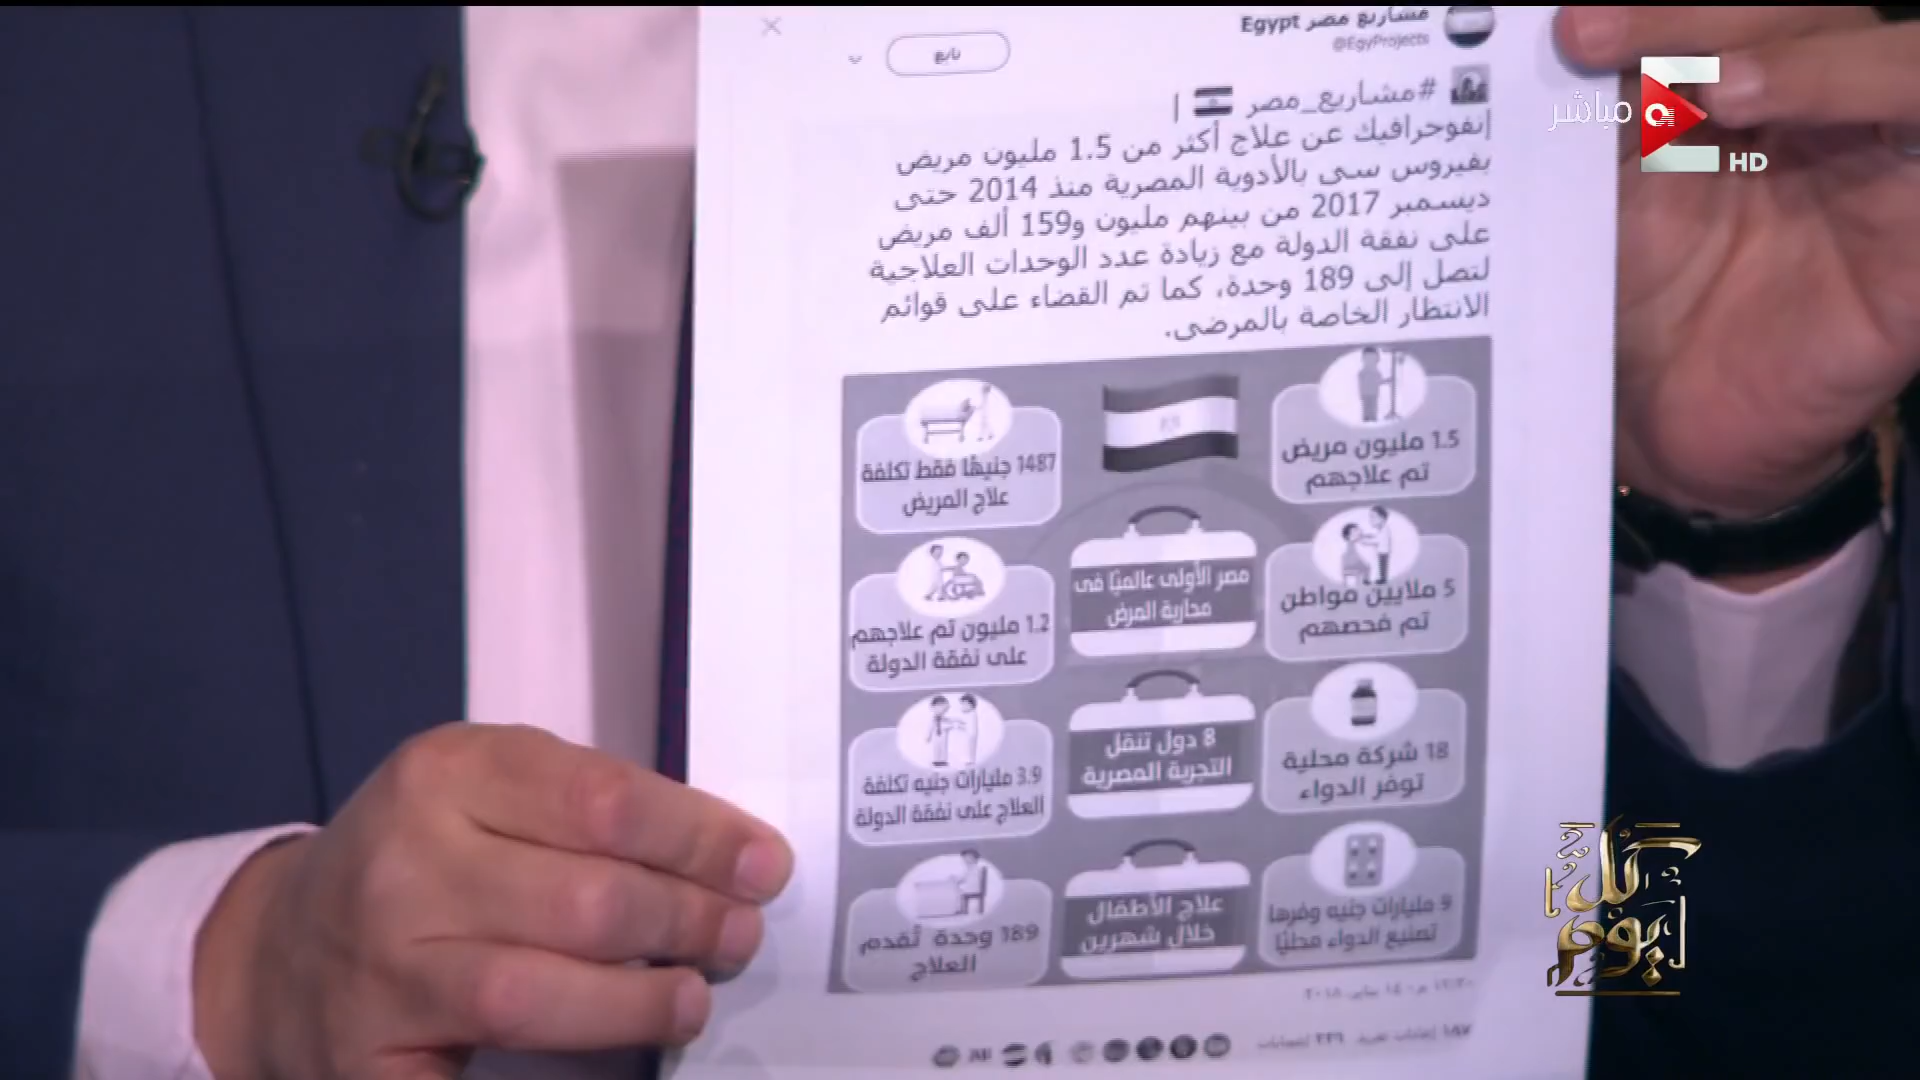 مشاريع مصر Egypt
@EgyProjects
تابع
#مشاريع_مصر |
إنفوجرافيك عن علاج أكثر من 1.5 مليون مريض
بفيروس سى بالأدوية المصرية منذ 2014 حتى
ديسمبر 2017 من بينهم مليون و159 ألف مريض
على نفقة الدولة مع زيادة عدد الوحدات العلاجية
لتصل إلى 189 وحدة، كما تم القضاء على قوائم
الانتظار الخاصة بالمرضى.
1.5 مليون مريض
تم علاجهم
1487 جنيهًا فقط تكلفة
علاج المريض
5 ملايين مواطن
تم فحصهم
مصر الأولى عالميًا فى
محاربة المرض
1.2 مليون تم علاجهم
على نفقة الدولة
18 شركة محلية
توفر الدواء
8 دول تنقل
التجربة المصرية
3.9 مليارات جنيه تكلفة
العلاج على نفقة الدولة
9 مليارات جنيه وفرها
تصنيع الدواء محليًا
علاج الأطفال
خلال شهرين
189 وحدة تُقدم
العلاج
١٢:٢٠ م - ١٤ يناير، ٢٠١٨
مباشر
HD
كل يوم